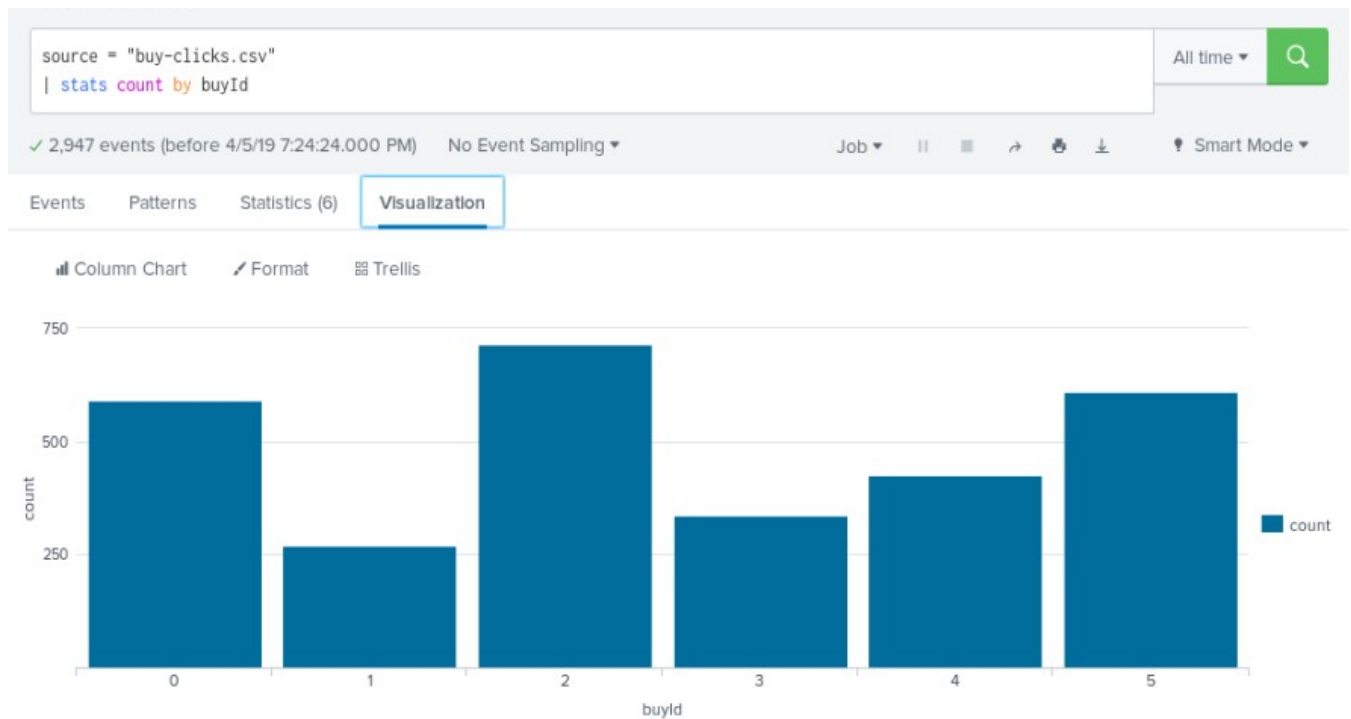 source = "buy-clicks.csv"
| stats count by buyId
All time
2,947 events (before 4/5/19 7:24:24.000 PM) No Event Sampling Job Smart Mode
Events Patterns Statistics (6) Visualization
Column Chart Format Trellis
750
500
250
count
0 1 2 3 4 5
buyId
count